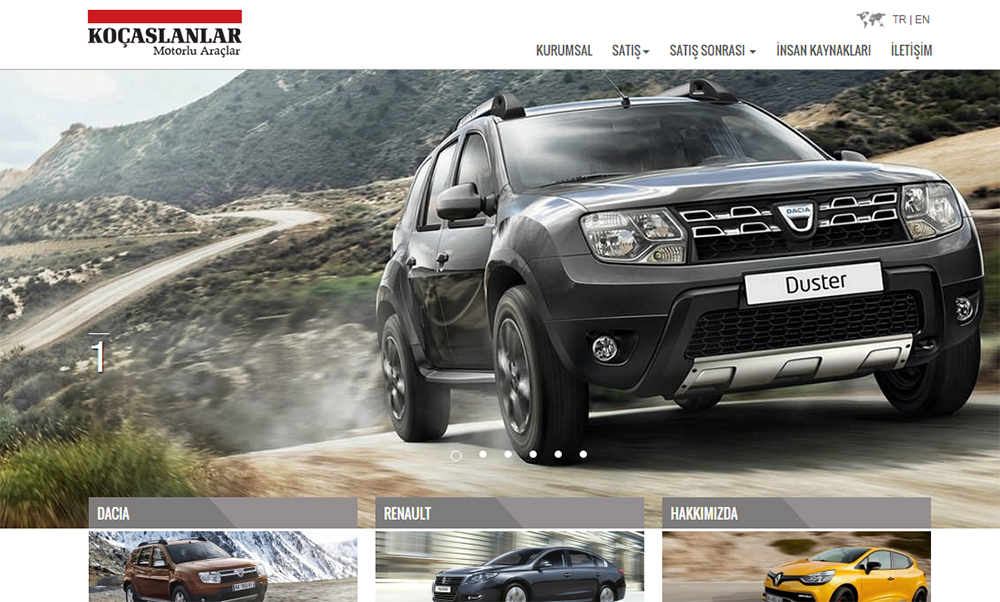 KOÇASLANLAR
Motorlu Araçlar
TR | EN
KURUMSAL SATIŞ SATIŞ SONRASI İNSAN KAYNAKLARI İLETİŞİM
DACIA
Duster
1
DACIA RENAULT HAKKIMIZDA